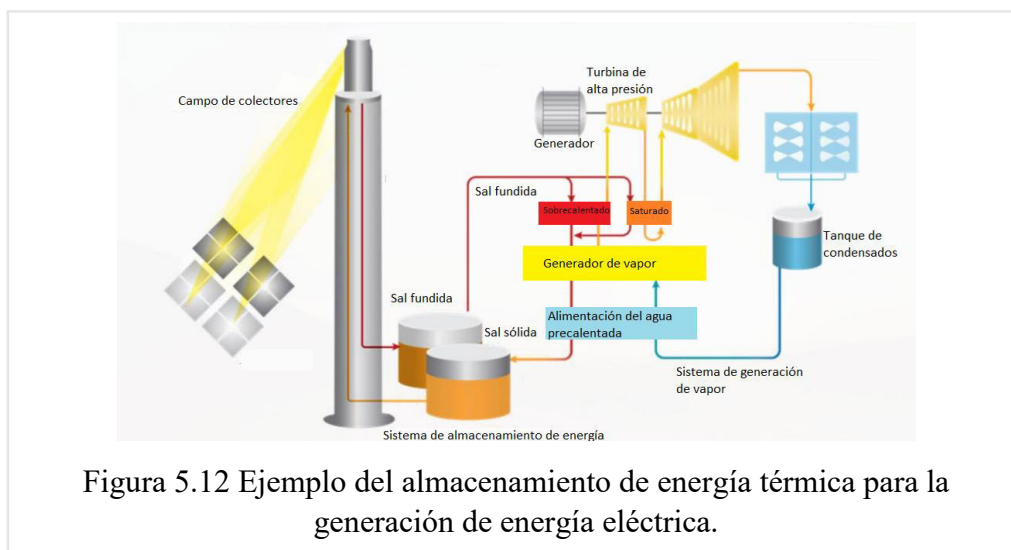 Campo de colectores
Turbina de
alta presión
Generador
Sal fundida
Sobrecalentado
Saturado
Tanque de
condensados
Generador de vapor
Sal fundida
Sal sólida
Alimentación del agua
precalentada
Sistema de generación
de vapor
Sistema de almacenamiento de energía
Figura 5.12 Ejemplo del almacenamiento de energía térmica para la
generación de energía eléctrica.